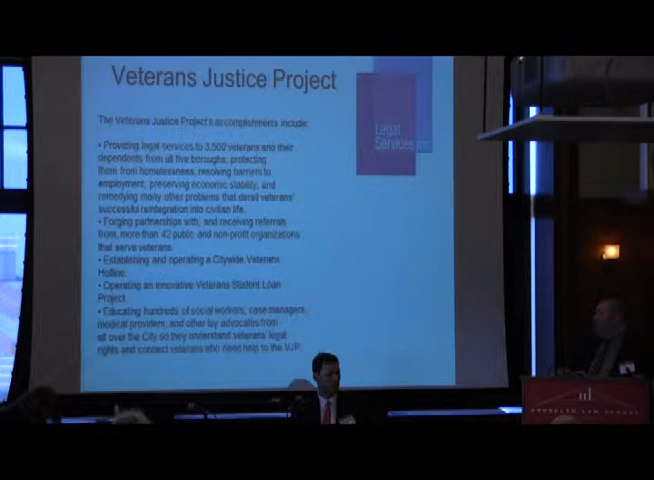 Veterans Justice Project
Legal
Services NYC
The Veterans Justice Project's accomplishments include:
• Providing legal services to 3,500 veterans and their
dependents from all five boroughs; protecting
them from homelessness, resolving barriers to
employment, preserving economic stability, and
remedying many other problems that derail veterans'
successful reintegration into civilian life.
• Forging partnerships with, and receiving referrals
from, more than 42 public and non-profit organizations
that serve veterans.
• Establishing and operating a Citywide Veterans
Hotline.
• Operating an innovative Veterans Student Loan
Project.
• Educating hundreds of social workers, case managers,
medical providers, and other lay advocates from
all over the City so they understand veterans' legal
rights and connect veterans who need help to the VJP.
BROOKLYN LAW SCHOOL